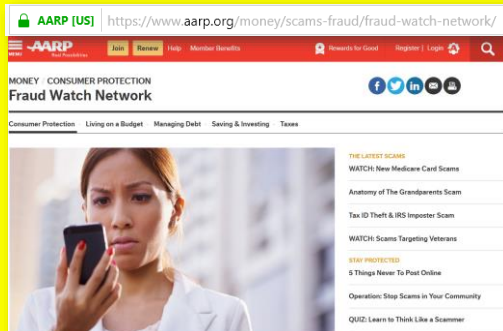 AARP [US] https://www.aarp.org/money/scams-fraud/fraud-watch-network/
MENU AARP Real Possibilities Join Renew Help Member Benefits Rewards for Good Register | Login
MONEY / CONSUMER PROTECTION
Fraud Watch Network
Consumer Protection Living on a Budget Managing Debt Saving & Investing Taxes
THE LATEST SCAMS
WATCH: New Medicare Card Scams
Anatomy of The Grandparents Scam
Tax ID Theft & IRS Imposter Scam
WATCH: Scams Targeting Veterans
STAY PROTECTED
5 Things Never To Post Online
Operation: Stop Scams in Your Community
QUIZ: Learn to Think Like a Scammer